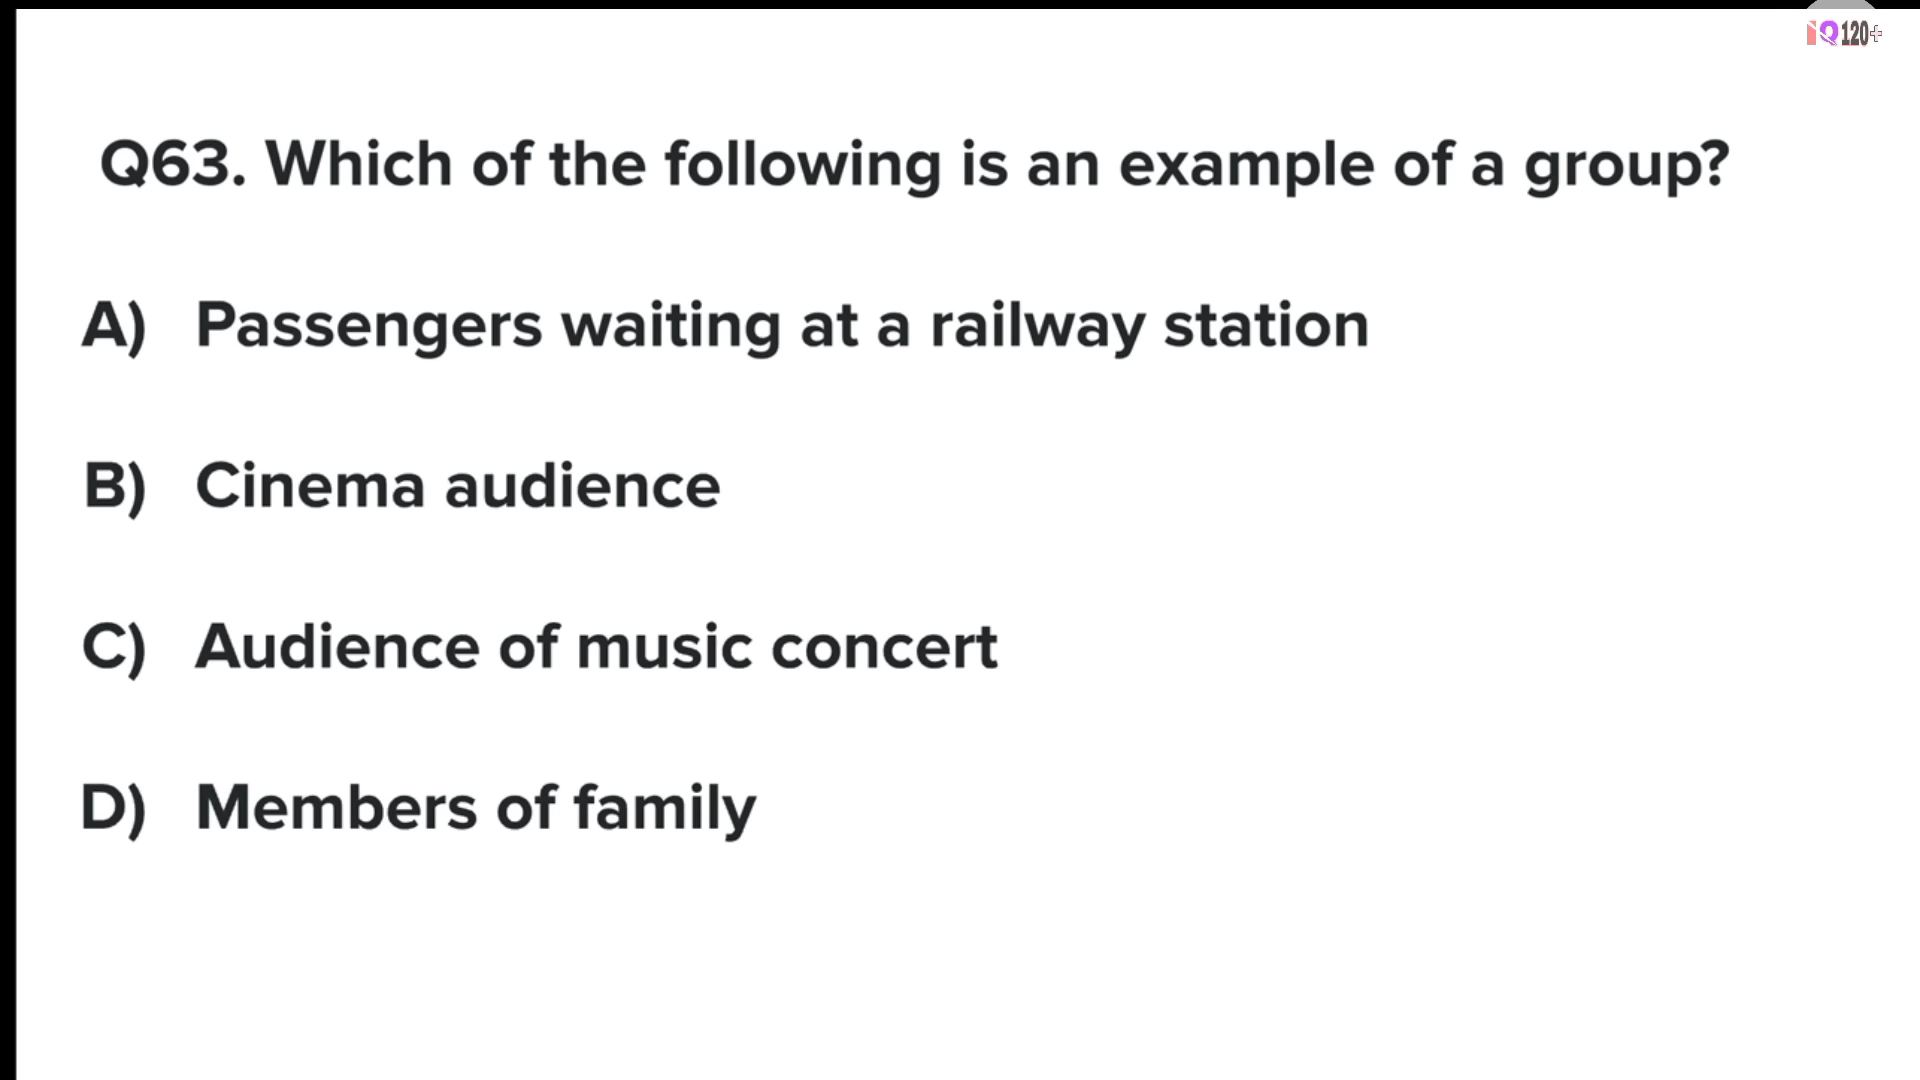 iQ120+
Q63. Which of the following is an example of a group?
A) Passengers waiting at a railway station
B) Cinema audience
C) Audience of music concert
D) Members of family